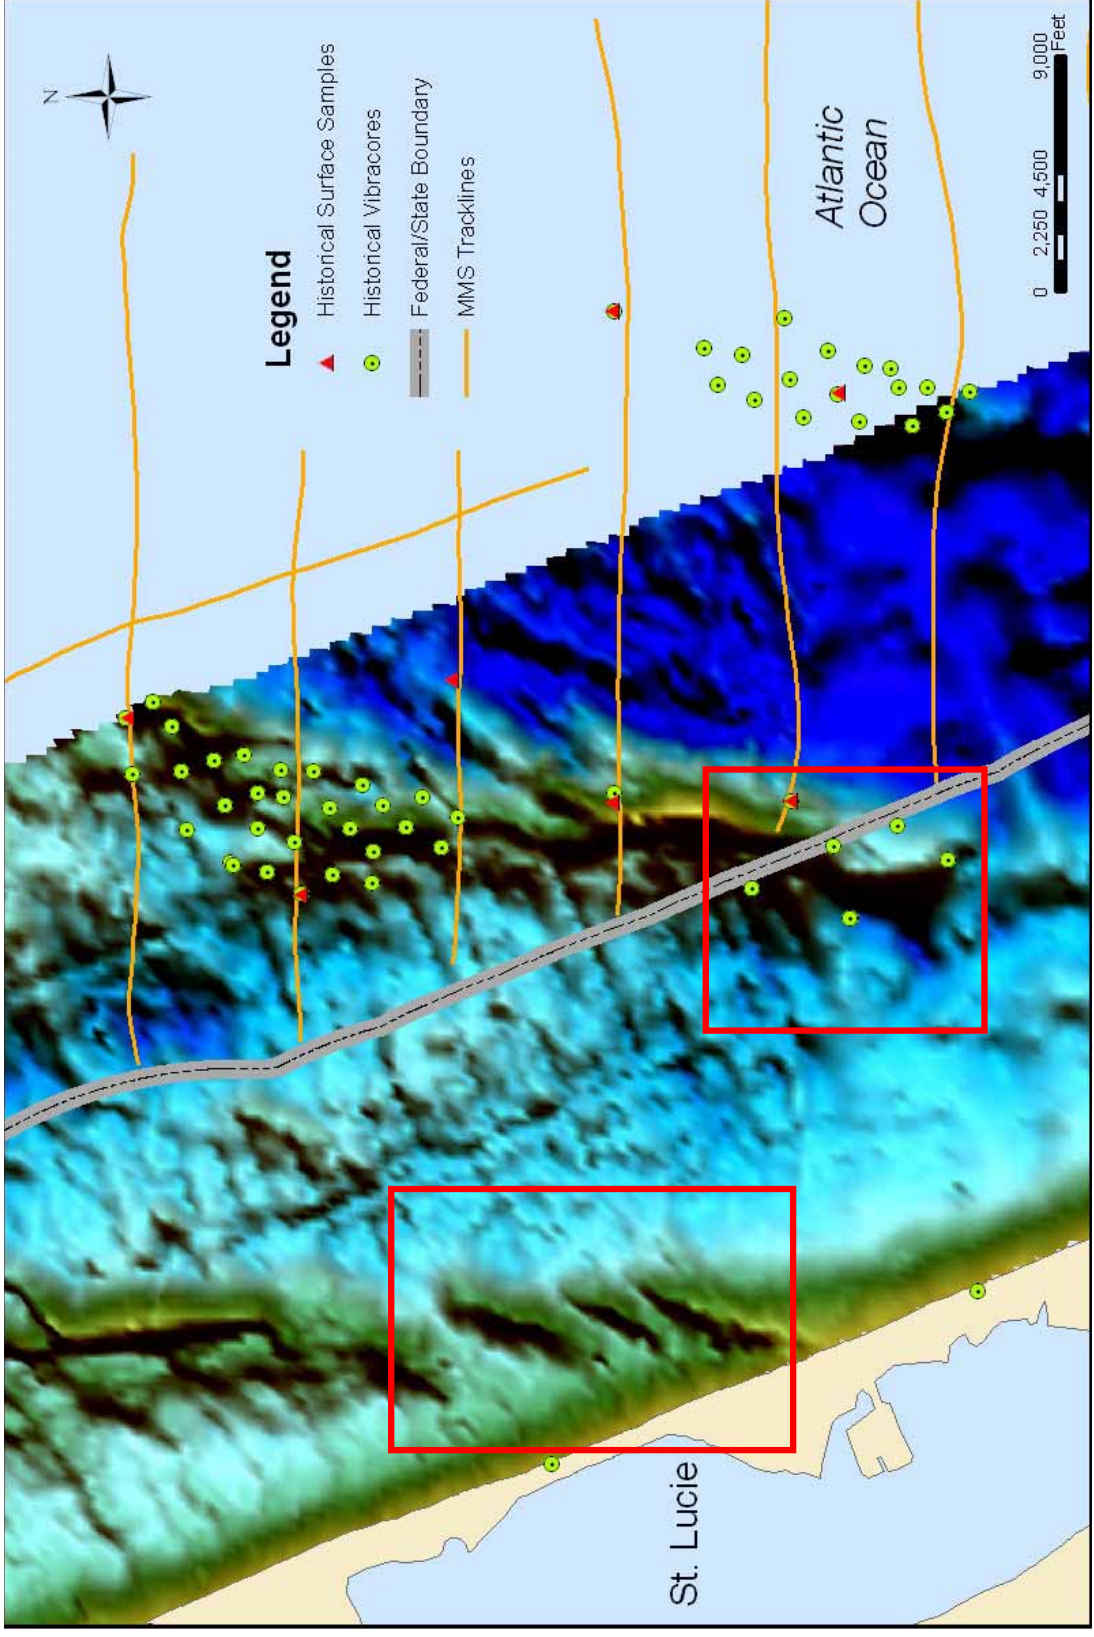 N
Legend
Historical Surface Samples
Historical Vibracores
Federal/State Boundary
MMS Tracklines
Atlantic
Ocean
0 2,250 4,500 9,000
Feet
St. Lucie